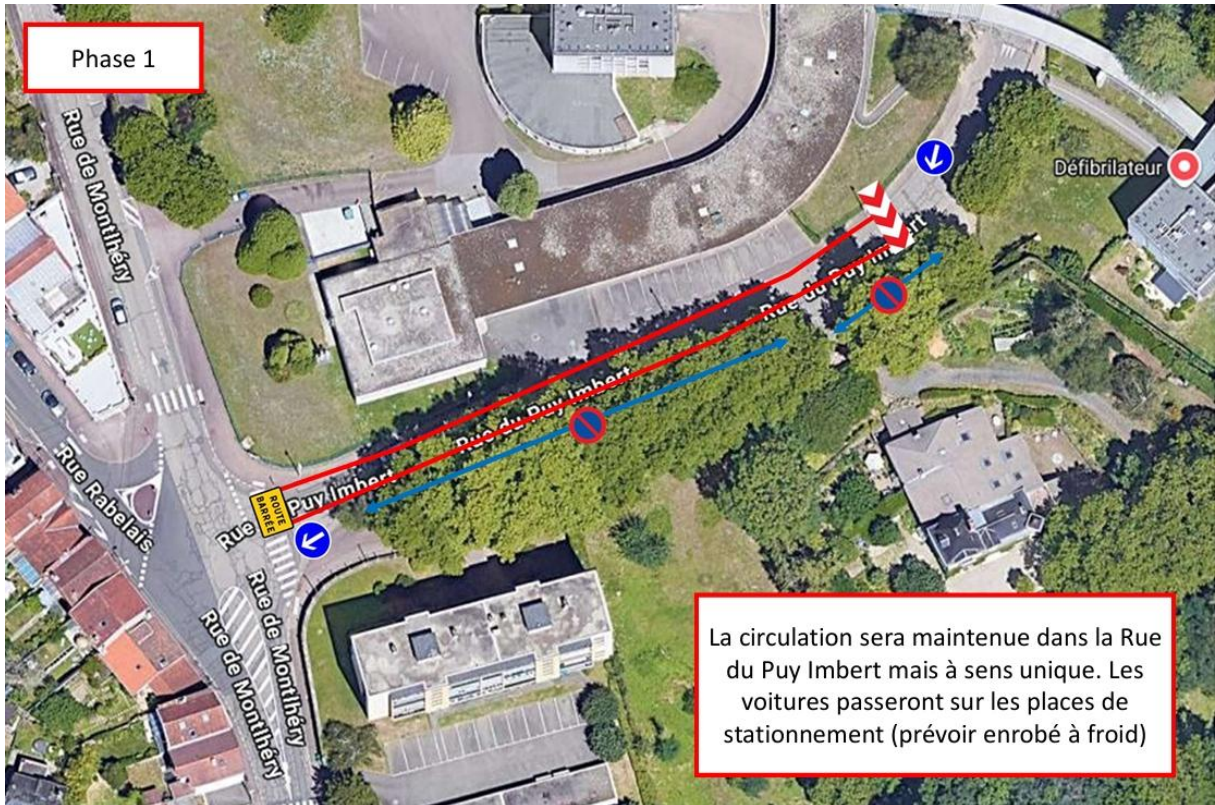 Phase 1
Rue de Montlhéry
Défibrilateur
Rue du Puy Imbert
Rue du Puy Imbert
ROUTE
BARRÉE
Rue
Puy Imbert
Rue Rabelais
Rue de Montlhéry
Rue de Montlhéry
La circulation sera maintenue dans la Rue
du Puy Imbert mais à sens unique. Les
voitures passeront sur les places de
stationnement (prévoir enrobé à froid)